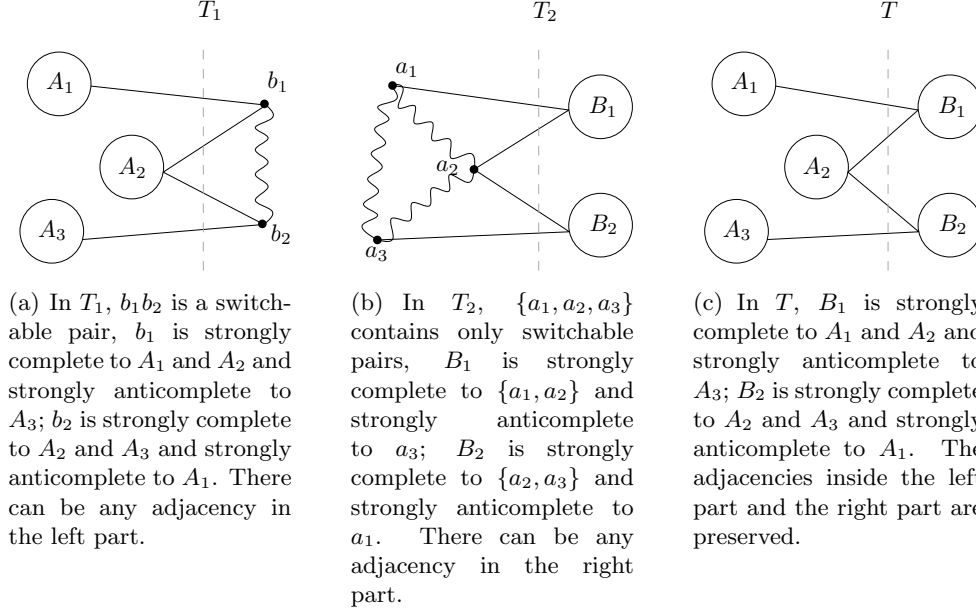 T₁
T₂
T
A₁
A₂
A₃
b₁
b₂
a₁
a₂
a₃
B₁
B₂
A₁
A₂
A₃
B₁
B₂
(a) In T₁, b₁b₂ is a switch-
able pair, b₁ is strongly
complete to A₁ and A₂ and
strongly anticomplete to
A₃; b₂ is strongly complete
to A₂ and A₃ and strongly
anticomplete to A₁. There
can be any adjacency in
the left part.
(b) In T₂, {a₁, a₂, a₃}
contains only switchable
pairs, B₁ is strongly
complete to {a₁, a₂} and
strongly anticomplete
to a₃; B₂ is strongly
complete to {a₂, a₃} and
strongly anticomplete to
a₁. There can be any
adjacency in the right
part.
(c) In T, B₁ is strongly
complete to A₁ and A₂ and
strongly anticomplete to
A₃; B₂ is strongly complete
to A₂ and A₃ and strongly
anticomplete to A₁. The
adjacencies inside the left
part and the right part are
preserved.